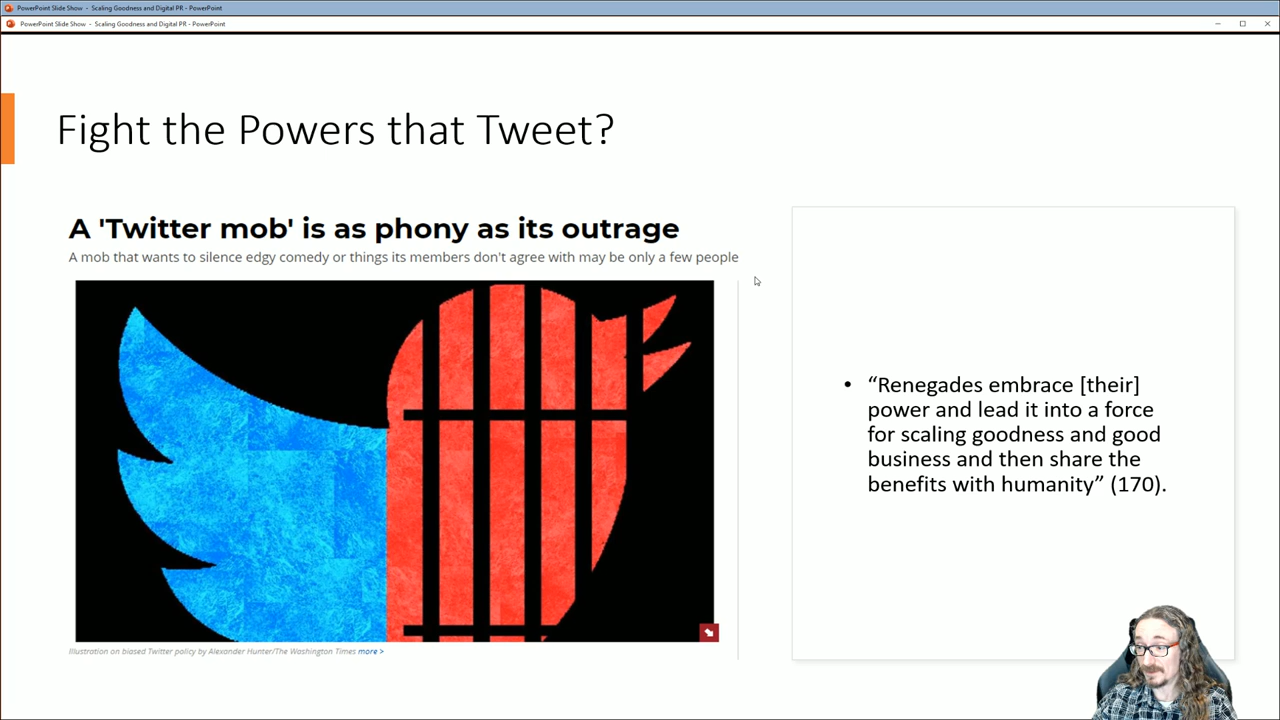 PowerPoint Slide Show - Scaling Goodness and Digital PR - PowerPoint
PowerPoint Slide Show - Scaling Goodness and Digital PR - PowerPoint
Fight the Powers that Tweet?
A 'Twitter mob' is as phony as its outrage
A mob that wants to silence edgy comedy or things its members don't agree with may be only a few people
Illustration on biased Twitter policy by Alexander Hunter/The Washington Times more >
• “Renegades embrace [their]
power and lead it into a force
for scaling goodness and good
business and then share the
benefits with humanity” (170).